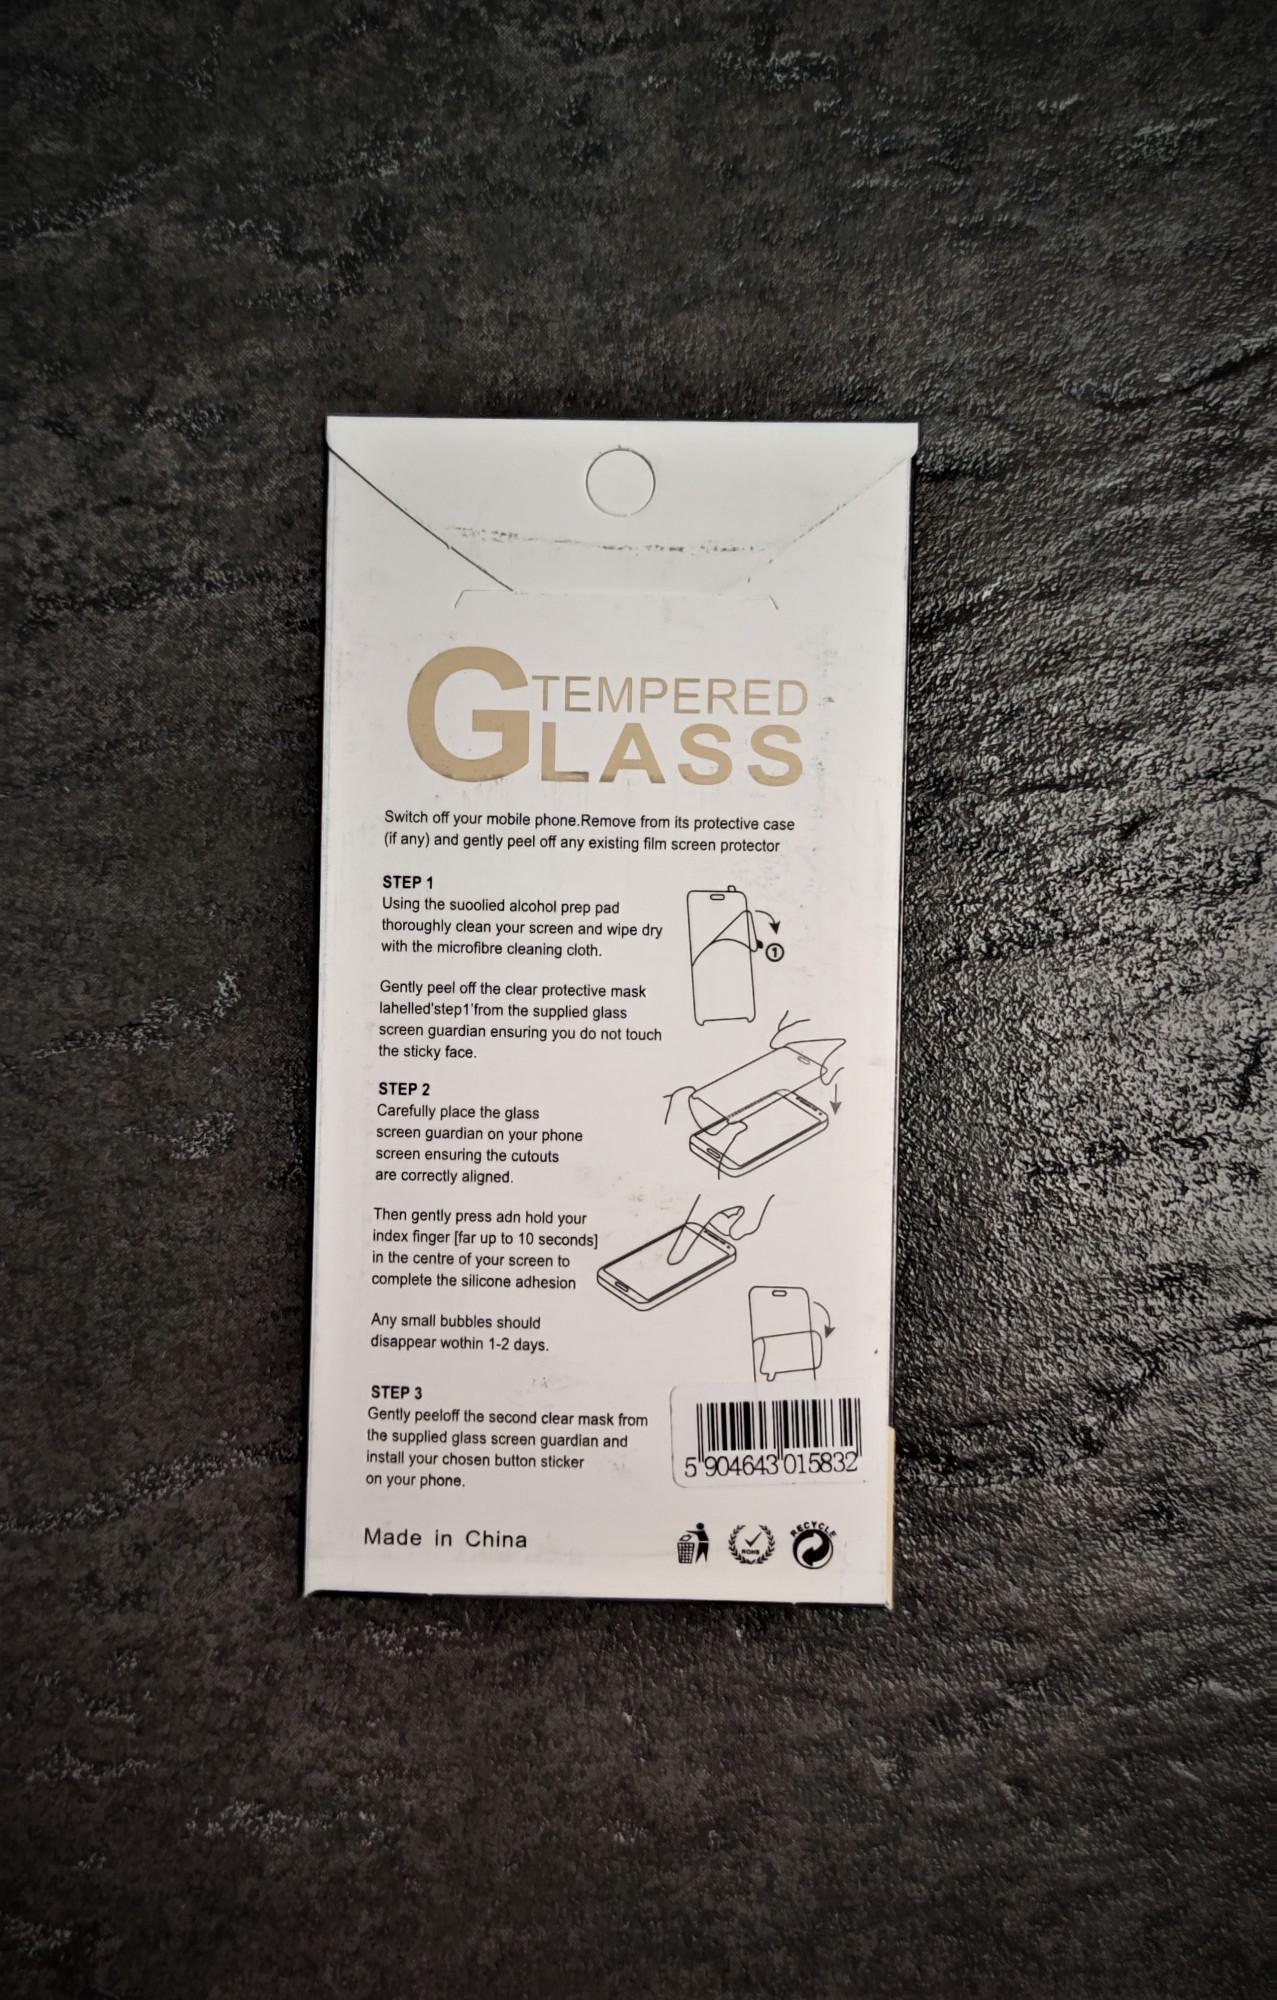 TEMPERED
GLASS
Switch off your mobile phone.Remove from its protective case
(if any) and gently peel off any existing film screen protector
STEP 1
Using the suoolied alcohol prep pad
thoroughly clean your screen and wipe dry
with the microfibre cleaning cloth.
1
Gently peel off the clear protective mask
lahelled'step1'from the supplied glass
screen guardian ensuring you do not touch
the sticky face.
STEP 2
Carefully place the glass
screen guardian on your phone
screen ensuring the cutouts
are correctly aligned.
Then gently press adn hold your
index finger [far up to 10 seconds]
in the centre of your screen to
complete the silicone adhesion
Any small bubbles should
disappear wothin 1-2 days.
STEP 3
Gently peeloff the second clear mask from
the supplied glass screen guardian and
install your chosen button sticker
on your phone.
5 904643 015832
Made in China
ROHS
RECYCLE